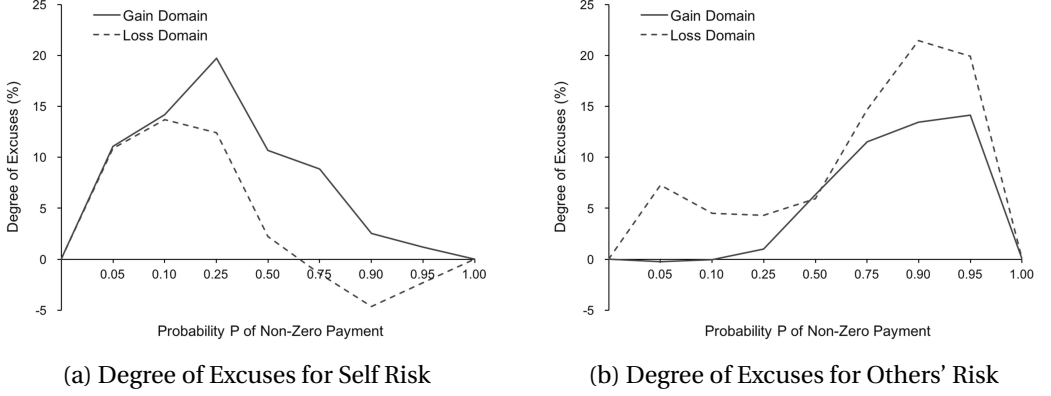 25
20
15
10
5
0
-5
Degree of Excuses (%)
Gain Domain
Loss Domain
0.05 0.10 0.25 0.50 0.75 0.90 0.95 1.00
Probability P of Non-Zero Payment
(a) Degree of Excuses for Self Risk
25
20
15
10
5
0
-5
Degree of Excuses (%)
Gain Domain
Loss Domain
0.05 0.10 0.25 0.50 0.75 0.90 0.95 1.00
Probability P of Non-Zero Payment
(b) Degree of Excuses for Others’ Risk